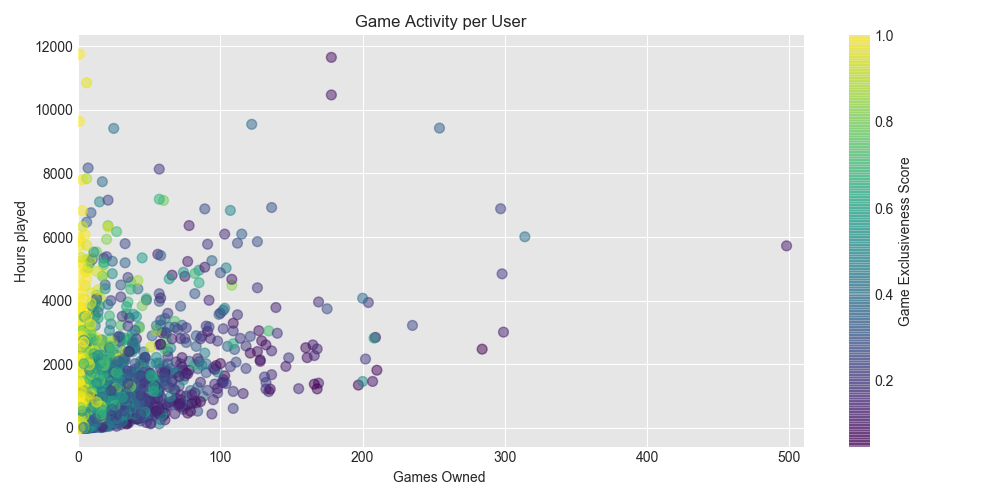 Game Activity per User
12000
10000
8000
6000
4000
2000
0
Hours played
0 100 200 300 400 500
Games Owned
1.0
0.8
0.6
0.4
0.2
Game Exclusiveness Score